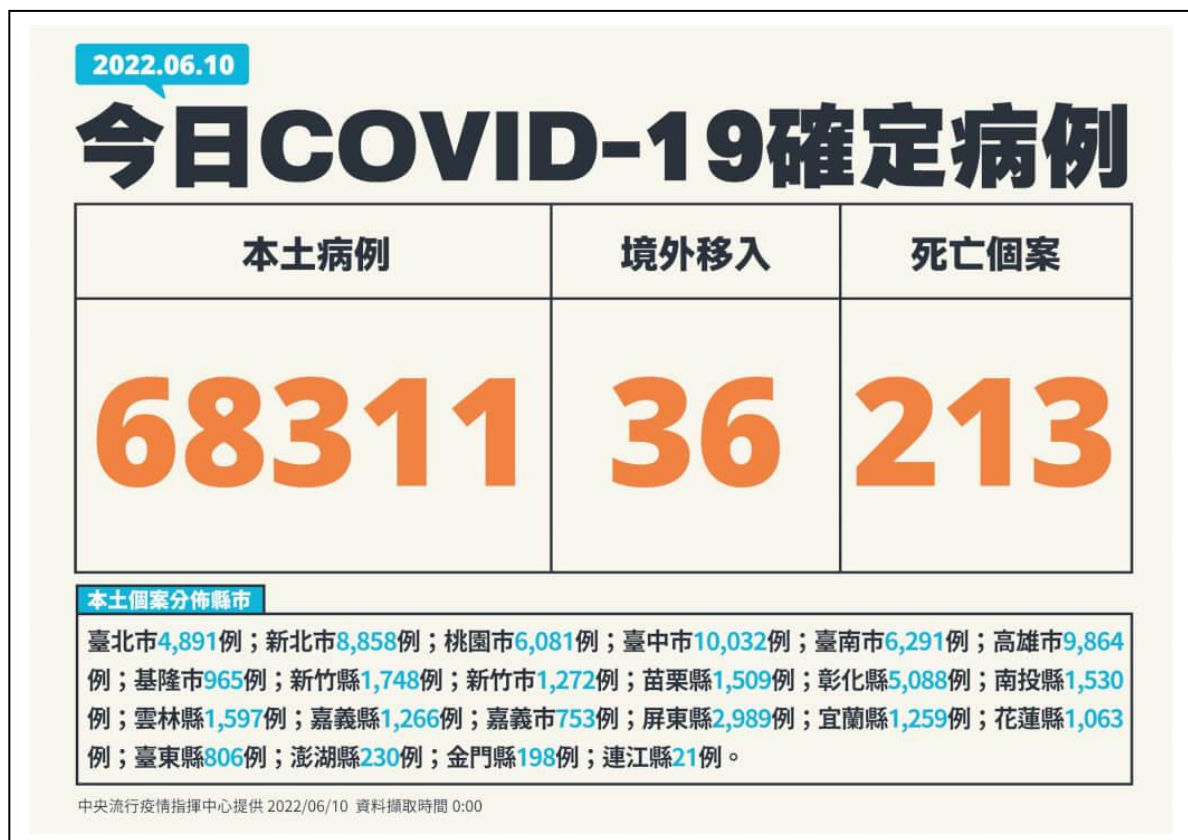 2022.06.10
今日COVID-19確定病例
本土病例 境外移入 死亡個案
68311 36 213
本土個案分佈縣市
臺北市4,891例；新北市8,858例；桃園市6,081例；臺中市10,032例；臺南市6,291例；高雄市9,864
例；基隆市965例；新竹縣1,748例；新竹市1,272例；苗栗縣1,509例；彰化縣5,088例；南投縣1,530
例；雲林縣1,597例；嘉義縣1,266例；嘉義市753例；屏東縣2,989例；宜蘭縣1,259例；花蓮縣1,063
例；臺東縣806例；澎湖縣230例；金門縣198例；連江縣21例。
中央流行疫情指揮中心提供 2022/06/10 資料擷取時間 0:00